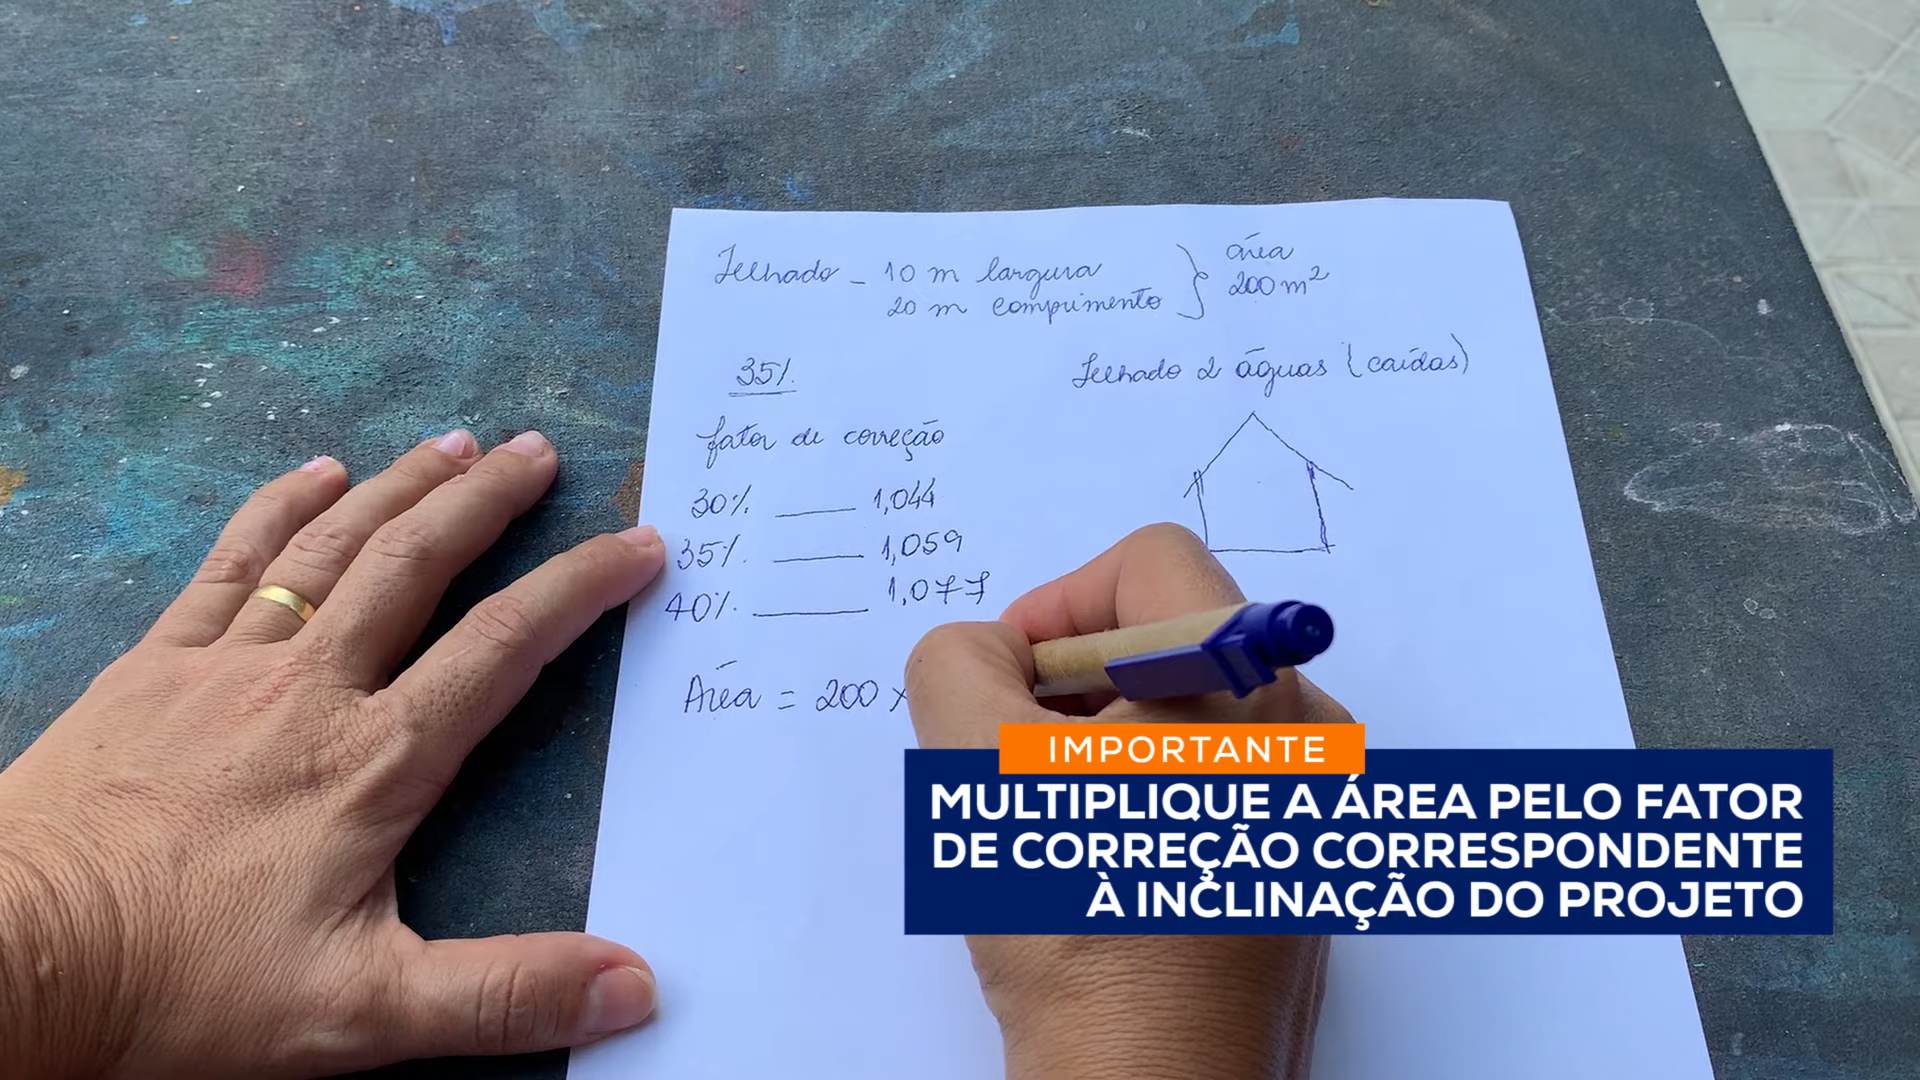 Telhado - 10 m largura
20 m comprimento
área
200 m²
35%.
Telhado 2 águas (caídas)
fator de correção
30% 1,044
35% 1,059
40% 1,077
Área = 200 x
IMPORTANTE
MULTIPLIQUE A ÁREA PELO FATOR
DE CORREÇÃO CORRESPONDENTE
À INCLINAÇÃO DO PROJETO